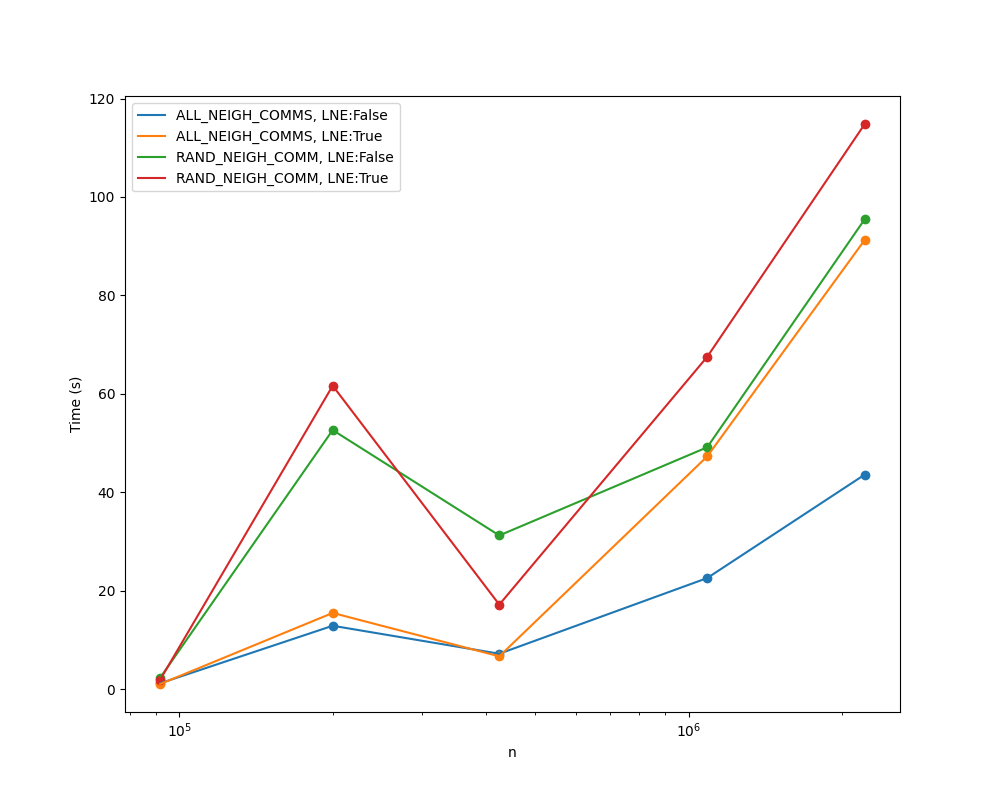 ALL_NEIGH_COMMS, LNE:False
ALL_NEIGH_COMMS, LNE:True
RAND_NEIGH_COMM, LNE:False
RAND_NEIGH_COMM, LNE:True
120
100
80
60
40
20
0
Time (s)
10⁵ 10⁶
n